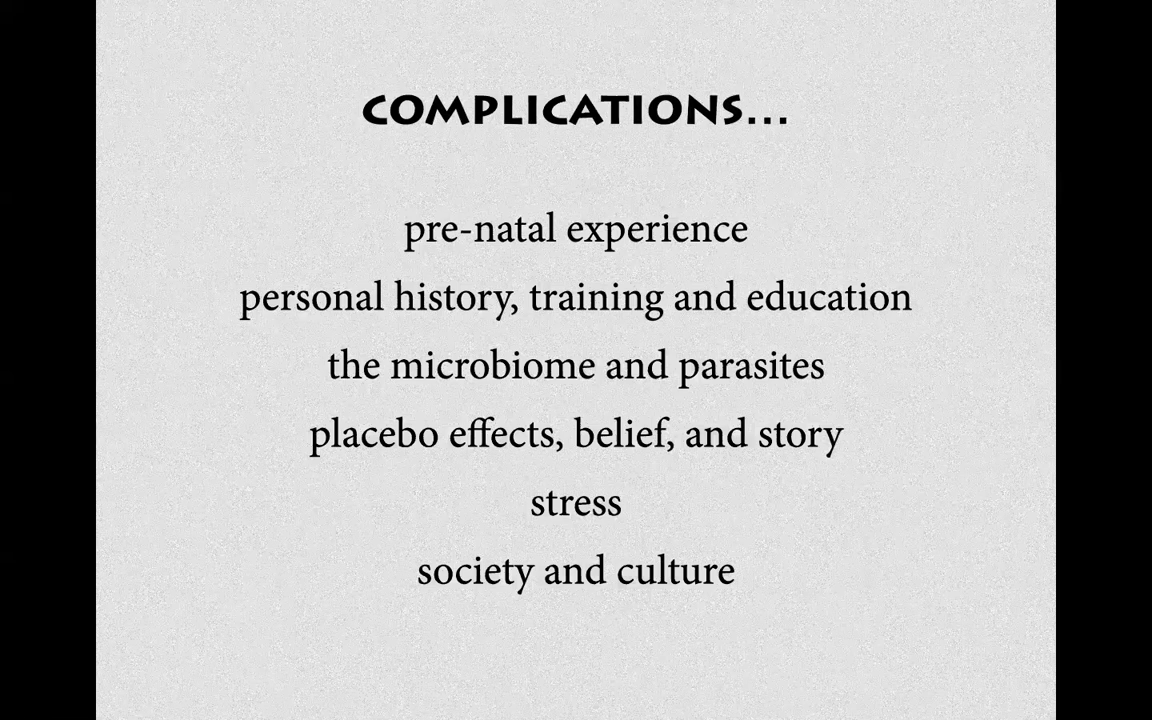 COMPLICATIONS...
pre-natal experience
personal history, training and education
the microbiome and parasites
placebo effects, belief, and story
stress
society and culture